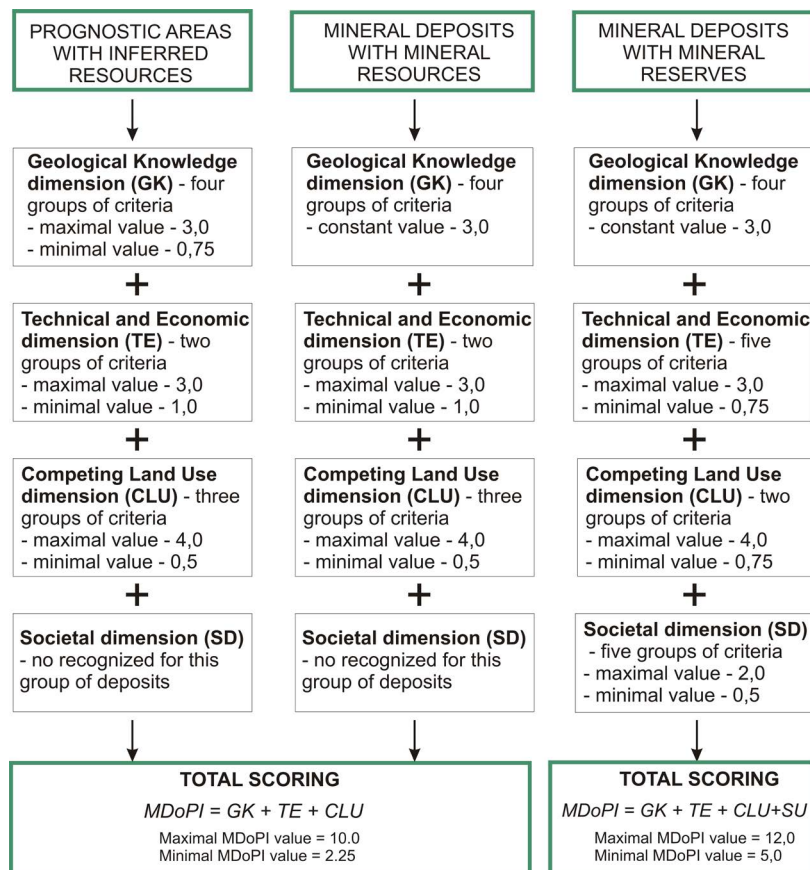 PROGNOSTIC AREAS
WITH INFERRED
RESOURCES
Geological Knowledge
dimension (GK) - four
groups of criteria
- maximal value - 3,0
- minimal value - 0,75
+
Technical and Economic
dimension (TE) - two
groups of criteria
- maximal value - 3,0
- minimal value - 1,0
+
Competing Land Use
dimension (CLU) - three
groups of criteria
- maximal value - 4,0
- minimal value - 0,5
+
Societal dimension (SD)
- no recognized for this
group of deposits
MINERAL DEPOSITS
WITH MINERAL
RESOURCES
Geological Knowledge
dimension (GK) - four
groups of criteria
- constant value - 3,0
+
Technical and Economic
dimension (TE) - two
groups of criteria
- maximal value - 3,0
- minimal value - 1,0
+
Competing Land Use
dimension (CLU) - three
groups of criteria
- maximal value - 4,0
- minimal value - 0,5
+
Societal dimension (SD)
- no recognized for this
group of deposits
TOTAL SCORING
MDoPI = GK + TE + CLU
Maximal MDoPI value = 10.0
Minimal MDoPI value = 2.25
MINERAL DEPOSITS
WITH MINERAL
RESERVES
Geological Knowledge
dimension (GK) - four
groups of criteria
- constant value - 3,0
+
Technical and Economic
dimension (TE) - five
groups of criteria
- maximal value - 3,0
- minimal value - 0,75
+
Competing Land Use
dimension (CLU) - two
groups of criteria
- maximal value - 4,0
- minimal value - 0,75
+
Societal dimension (SD)
- five groups of criteria
- maximal value - 2,0
- minimal value - 0,5
TOTAL SCORING
MDoPI = GK + TE + CLU+SU
Maximal MDoPI value = 12,0
Minimal MDoPI value = 5,0